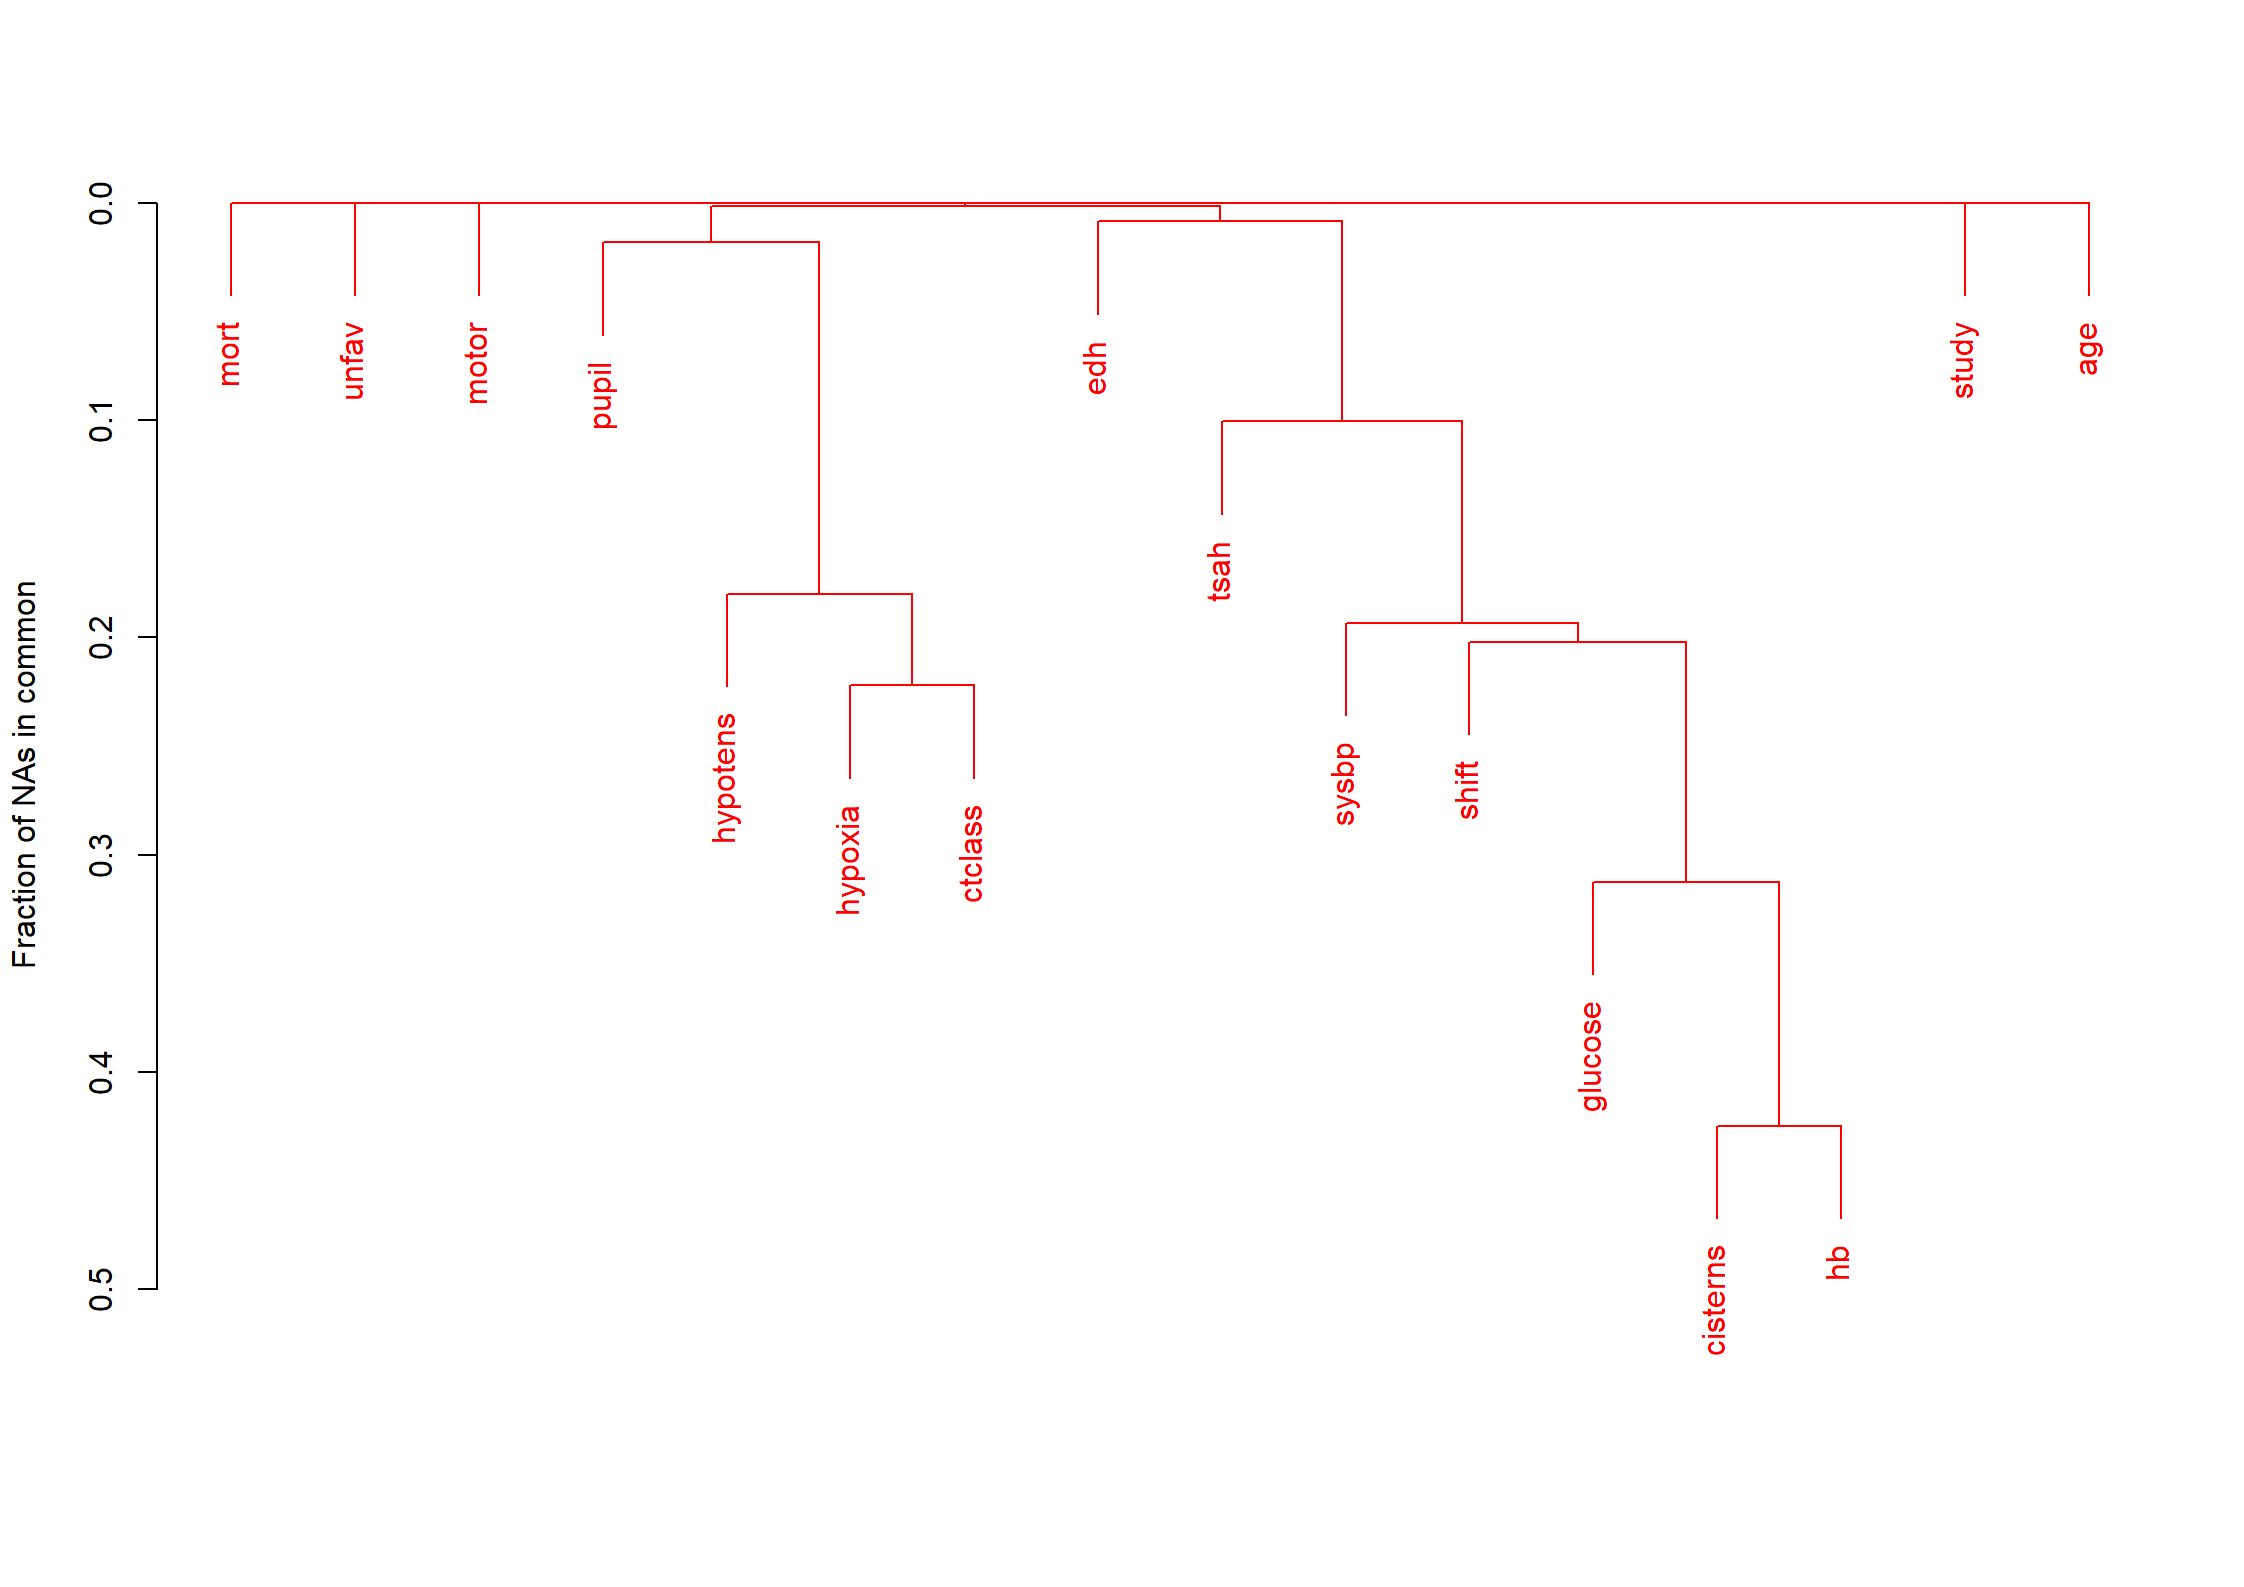 Fraction of NAs in common
0.0
0.1
0.2
0.3
0.4
0.5
mort
unfav
motor
pupil
hypotens
hypoxia
ctclass
edh
tsah
sysbp
shift
glucose
cisterns
hb
study
age